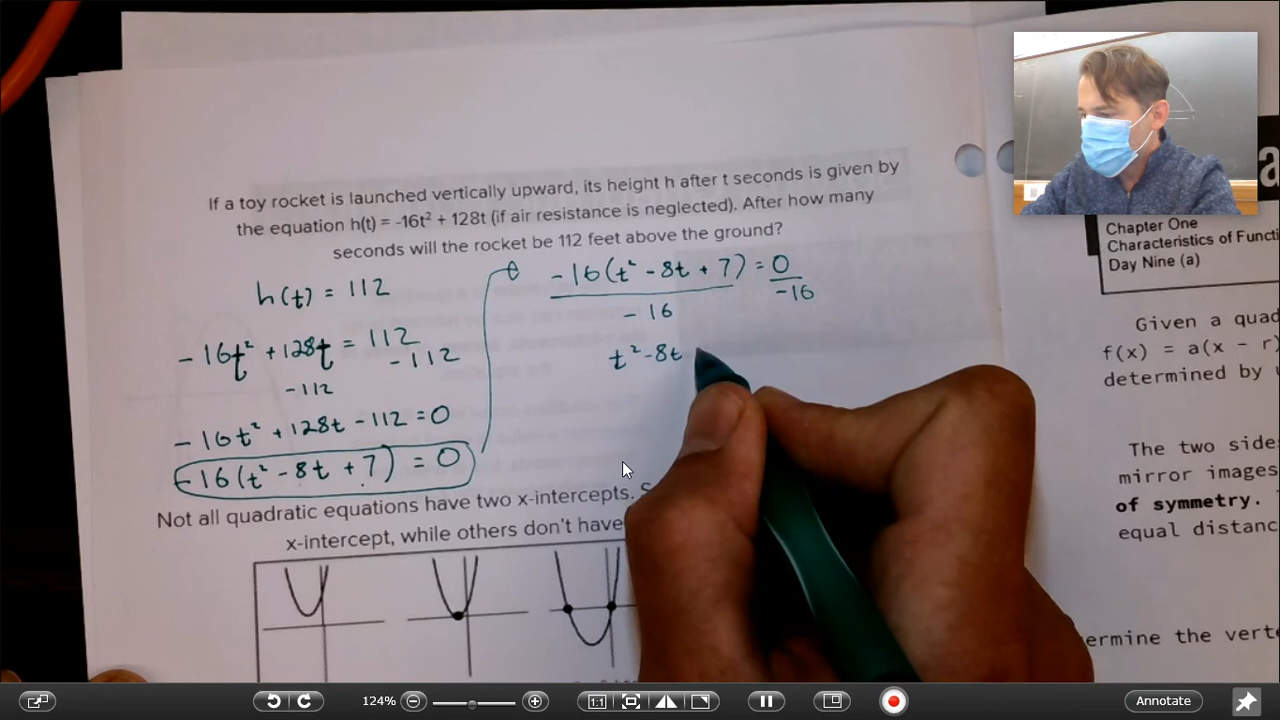 If a toy rocket is launched vertically upward, its height h after t seconds is given by
the equation h(t) = -16t² + 128t (if air resistance is neglected). After how many
seconds will the rocket be 112 feet above the ground?
h(t) = 112
-16t² + 128t = 112
-112
-112
-16t² + 128t - 112 = 0
-16(t² - 8t + 7) = 0
-16(t² - 8t + 7) = 0
-16
-16
t² - 8t
Not all quadratic equations have two x-intercepts.
x-intercept, while others don't have
Chapter One
Characteristics of Functi
Day Nine (a)
Given a quad
f(x) = a(x - r
determined by
The two side
mirror images
of symmetry.
equal distanc
ermine the verte
124%
1:1
Annotate